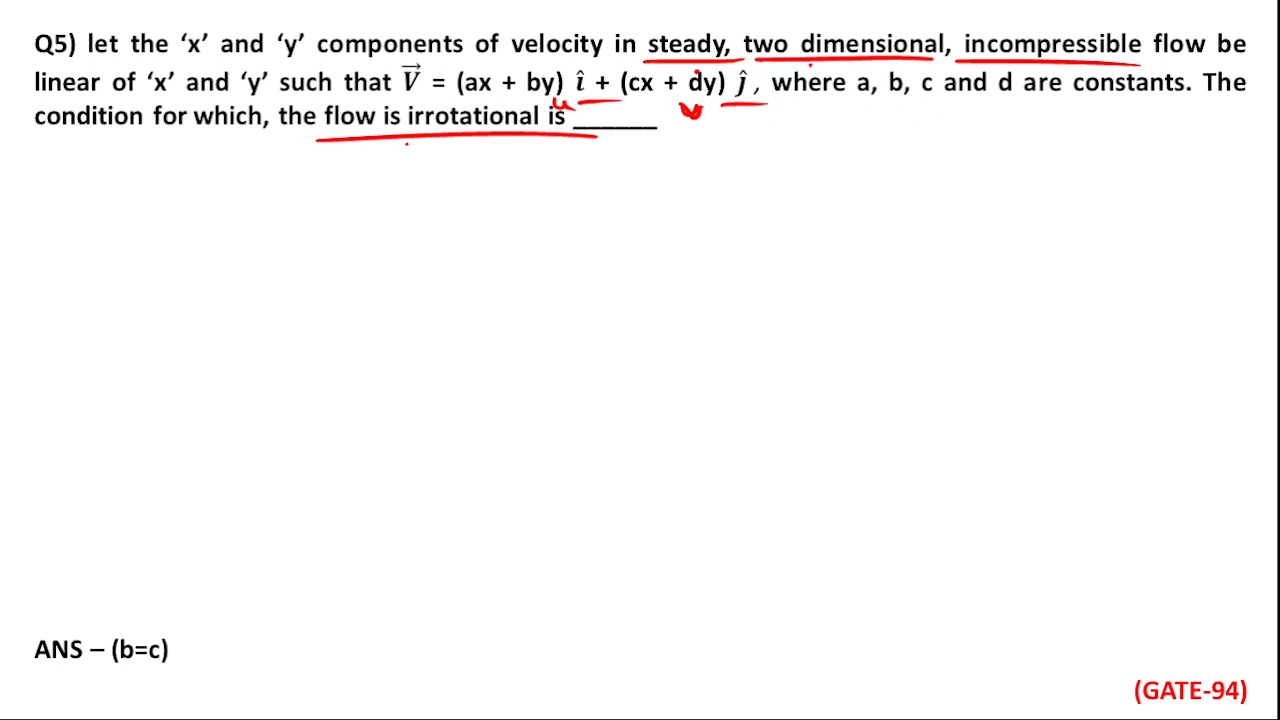 Q5) let the ‘x’ and ‘y’ components of velocity in steady, two dimensional, incompressible flow be
linear of ‘x’ and ‘y’ such that V⃗ = (ax + by) î + (cx + dy) ĵ , where a, b, c and d are constants. The
u
v
condition for which, the flow is irrotational is ______
ANS – (b=c)
(GATE-94)